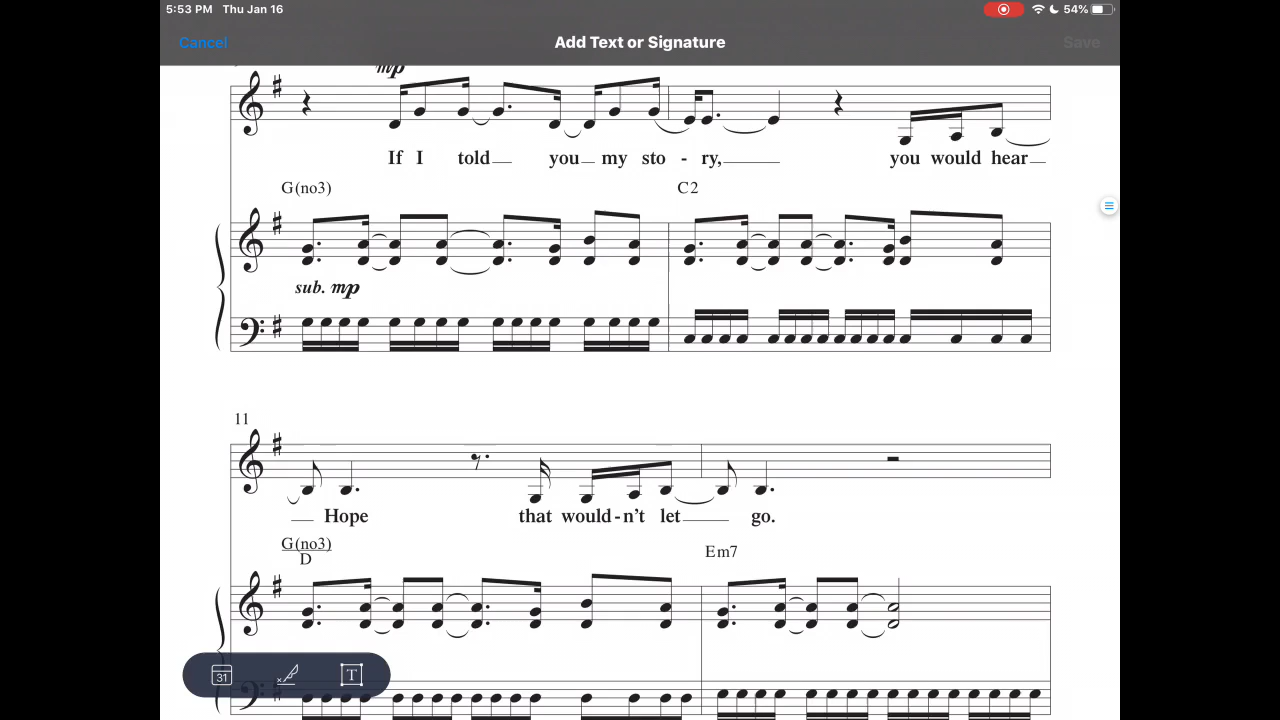 5:53 PM Thu Jan 16 54%
Cancel Add Text or Signature Save
mp
If I told you my sto - ry, you would hear
G(no3) C2
sub. mp
11
Hope that would - n't let go.
G(no3)
D Em7
31 T